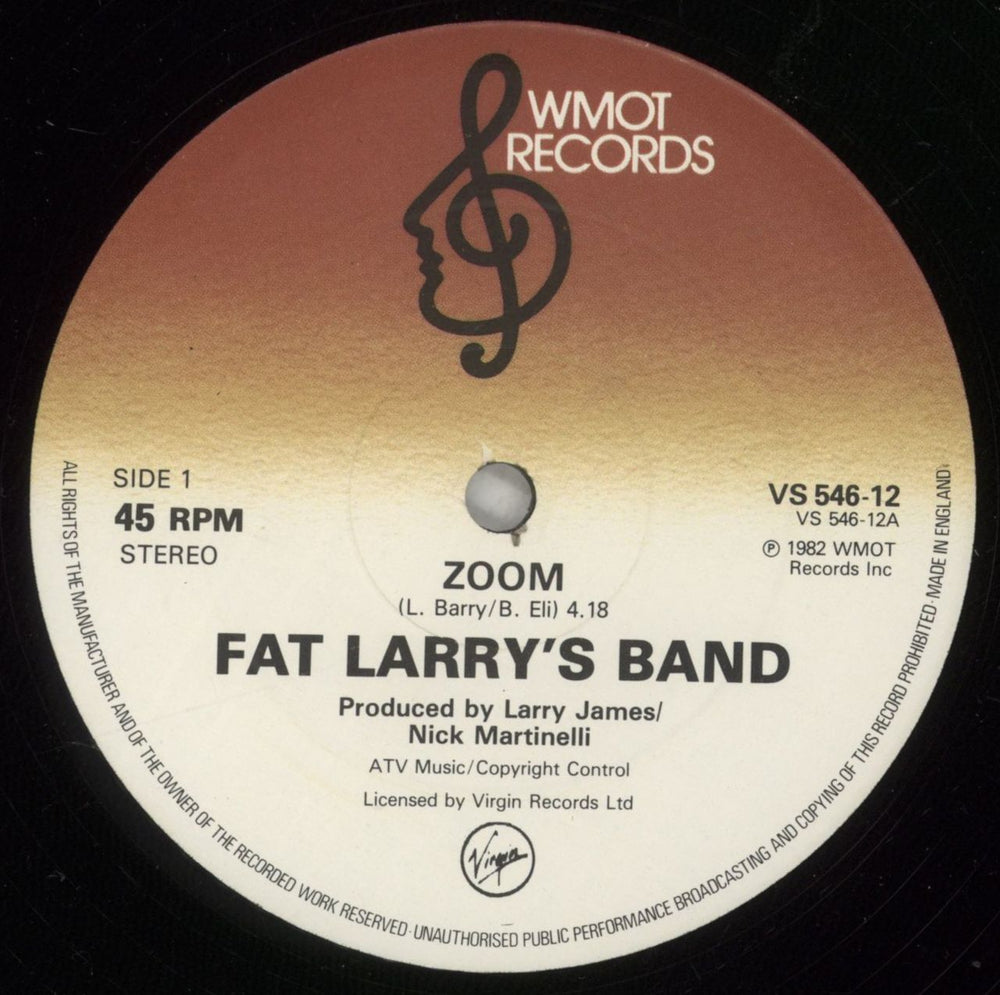 WMOT
RECORDS
SIDE 1
45 RPM
STEREO
VS 546-12
VS 546-12A
℗ 1982 WMOT
Records Inc
ZOOM
(L. Barry/B. Eli) 4.18
FAT LARRY'S BAND
Produced by Larry James/
Nick Martinelli
ATV Music/Copyright Control
Licensed by Virgin Records Ltd
Virgin
ALL RIGHTS OF THE MANUFACTURER AND OF THE OWNER OF THE RECORDED WORK RESERVED · UNAUTHORISED PUBLIC PERFORMANCE BROADCASTING AND COPYING OF THIS RECORD PROHIBITED · MADE IN ENGLAND